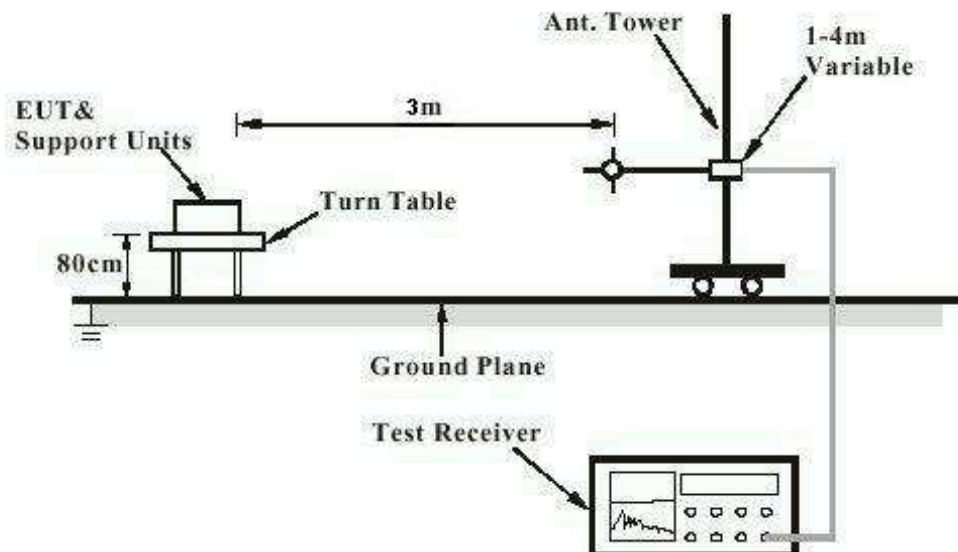 Ant. Tower
1-4m
Variable
3m
EUT&
Support Units
Turn Table
80cm
Ground Plane
Test Receiver